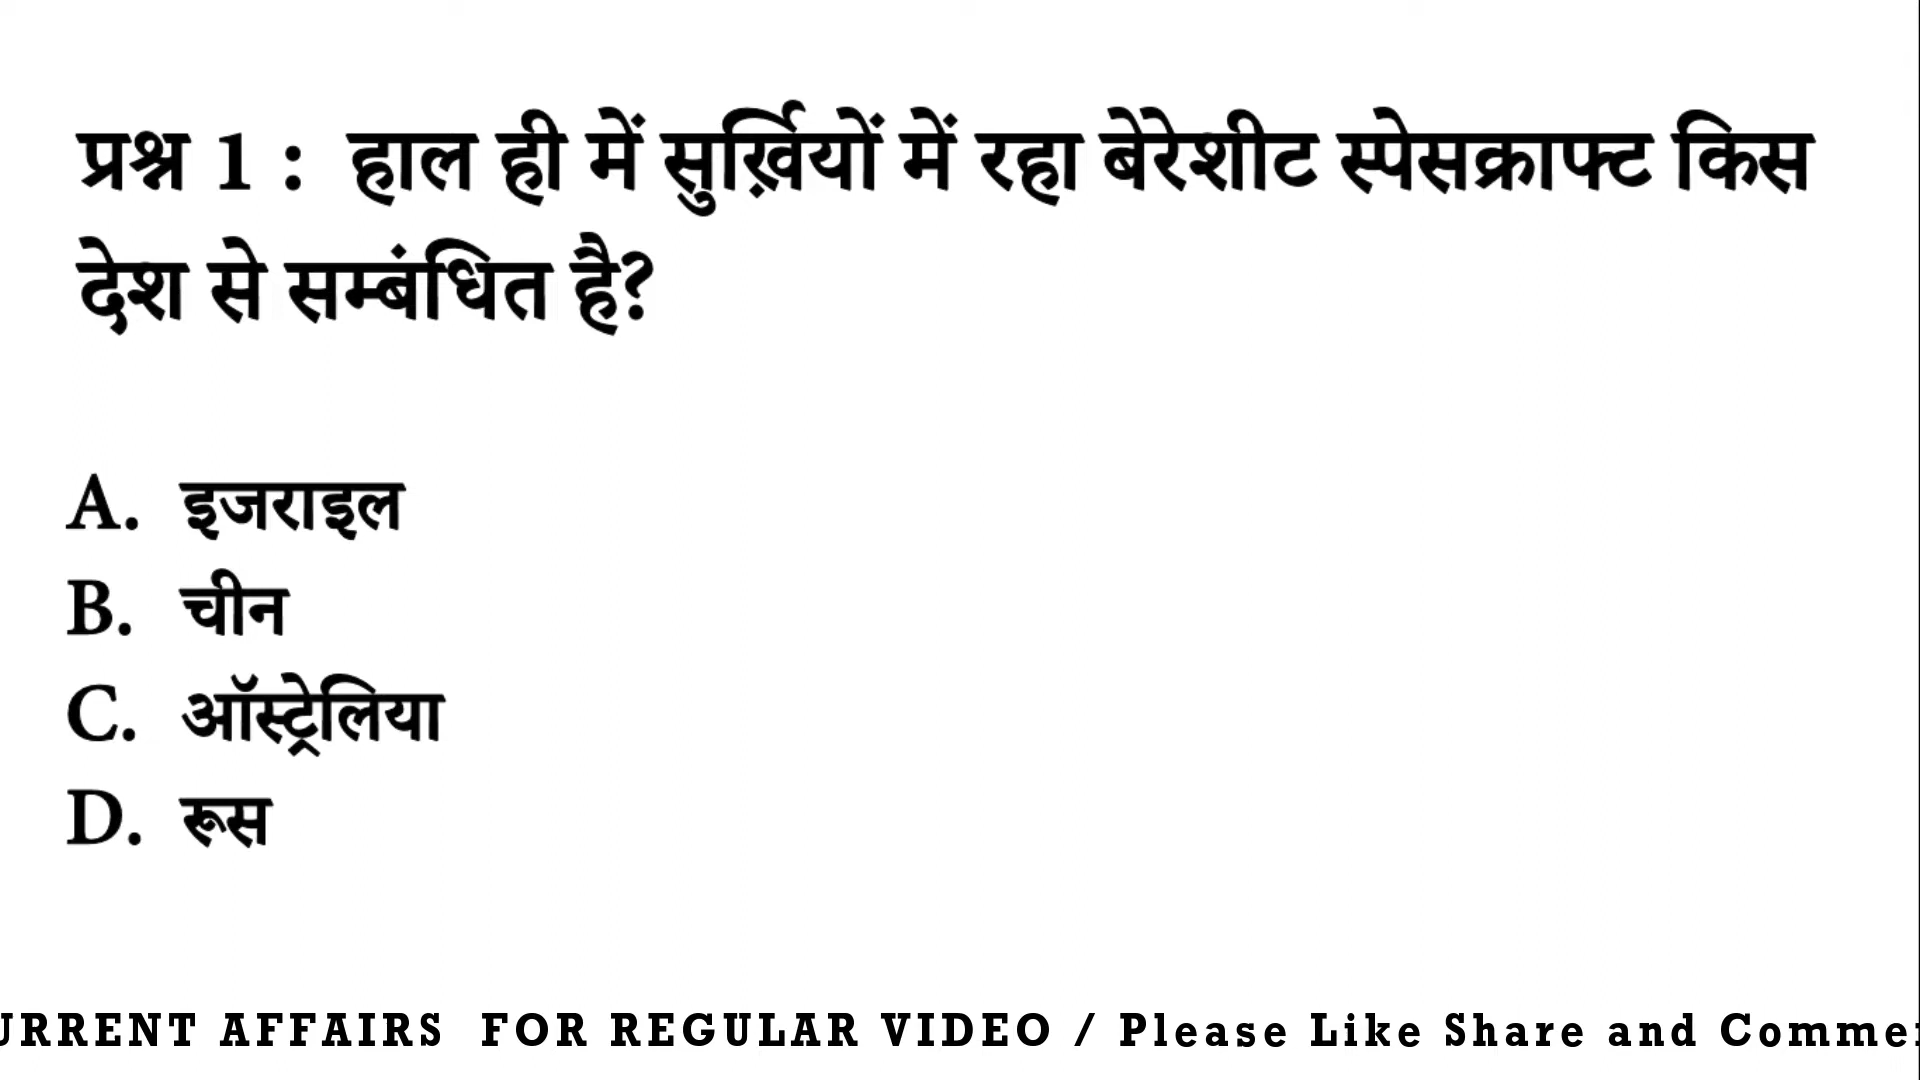 प्रश्न 1 : हाल ही में सुर्ख़ियों में रहा बेरेशीट स्पेसक्राफ्ट किस
देश से सम्बंधित है?
A. इजराइल
B. चीन
C. ऑस्ट्रेलिया
D. रूस
URRENT AFFAIRS FOR REGULAR VIDEO / Please Like Share and Comme